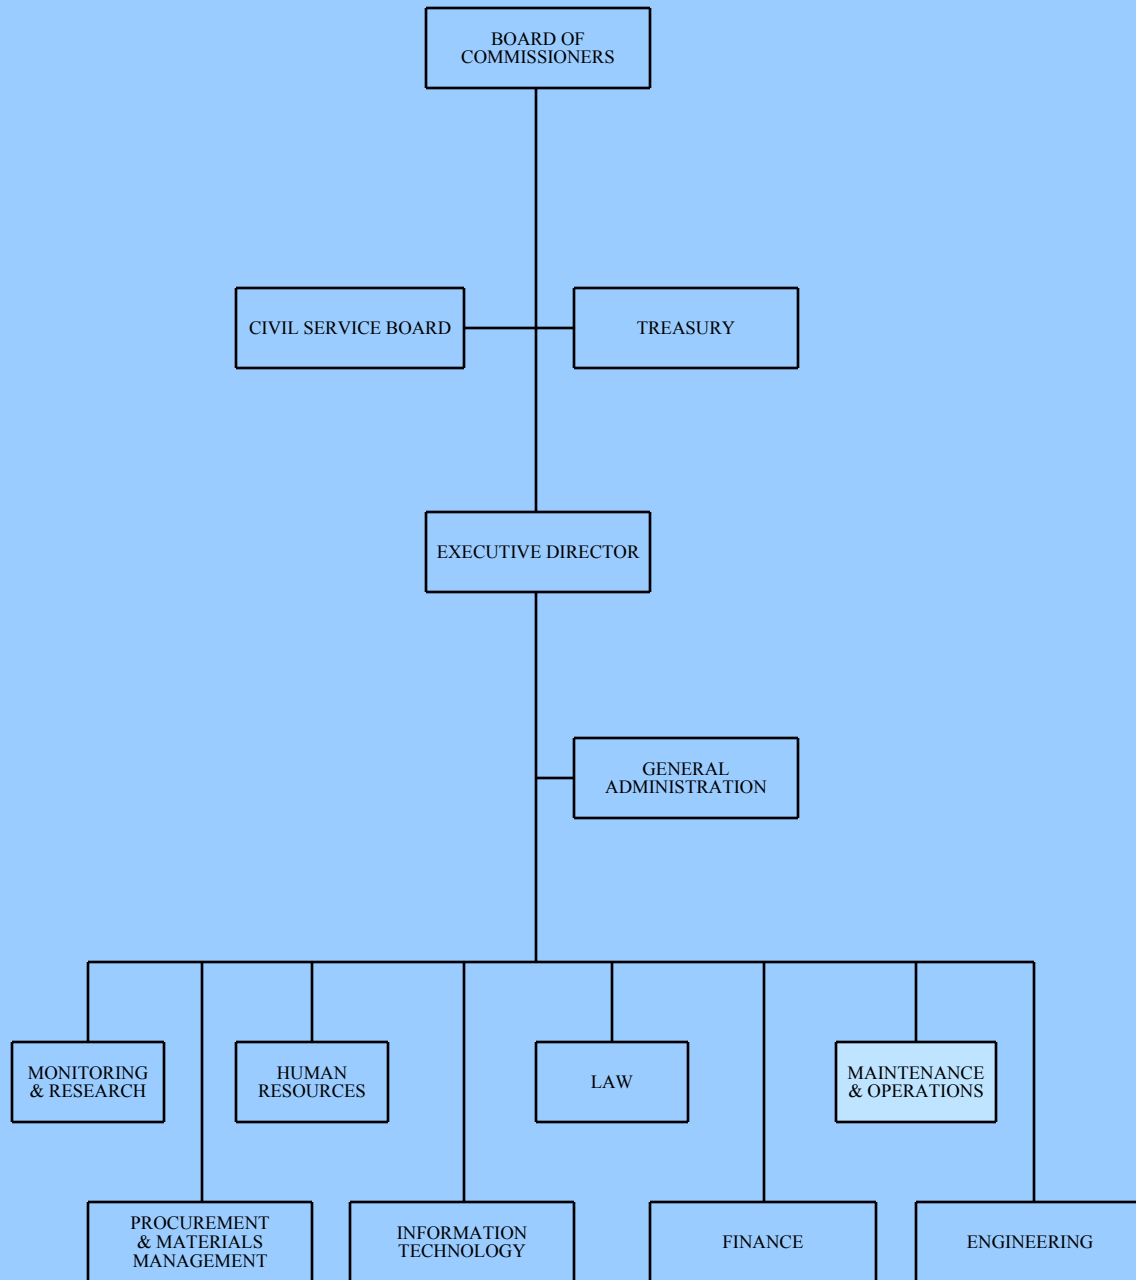 BOARD OF
COMMISSIONERS
CIVIL SERVICE BOARD
TREASURY
EXECUTIVE DIRECTOR
GENERAL
ADMINISTRATION
MONITORING
& RESEARCH
HUMAN
RESOURCES
LAW
MAINTENANCE
& OPERATIONS
PROCUREMENT
& MATERIALS
MANAGEMENT
INFORMATION
TECHNOLOGY
FINANCE
ENGINEERING